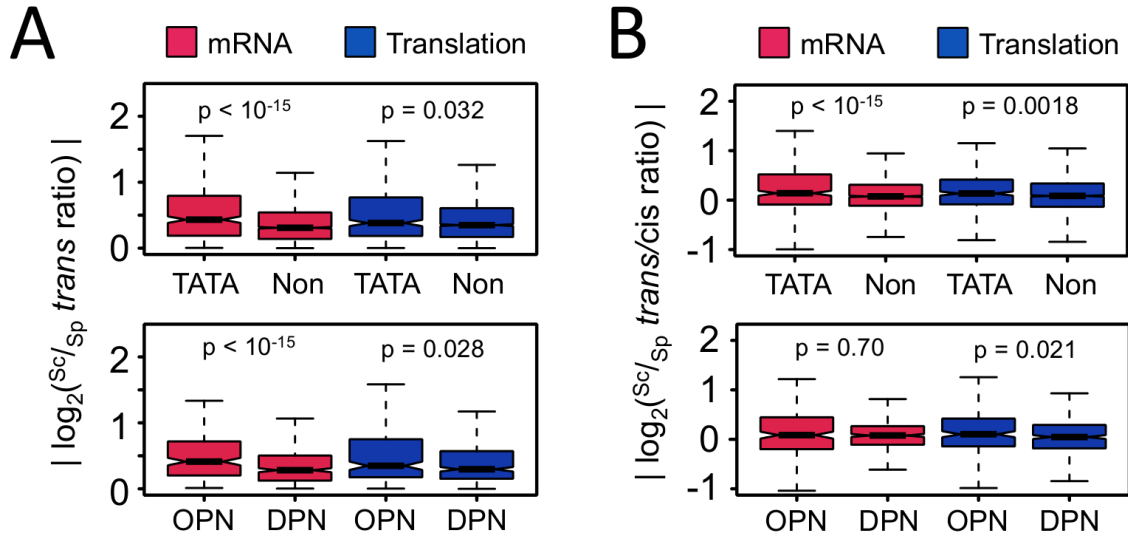 A
mRNA
Translation
| log2(Sc/Sp trans ratio) |
2
1
0
p < 10-15
p = 0.032
TATA
Non
TATA
Non
2
1
0
p < 10-15
p = 0.028
OPN
DPN
OPN
DPN
B
mRNA
Translation
| log2(Sc/Sp trans/cis ratio) |
2
1
0
-1
p < 10-15
p = 0.0018
TATA
Non
TATA
Non
2
1
0
-1
p = 0.70
p = 0.021
OPN
DPN
OPN
DPN